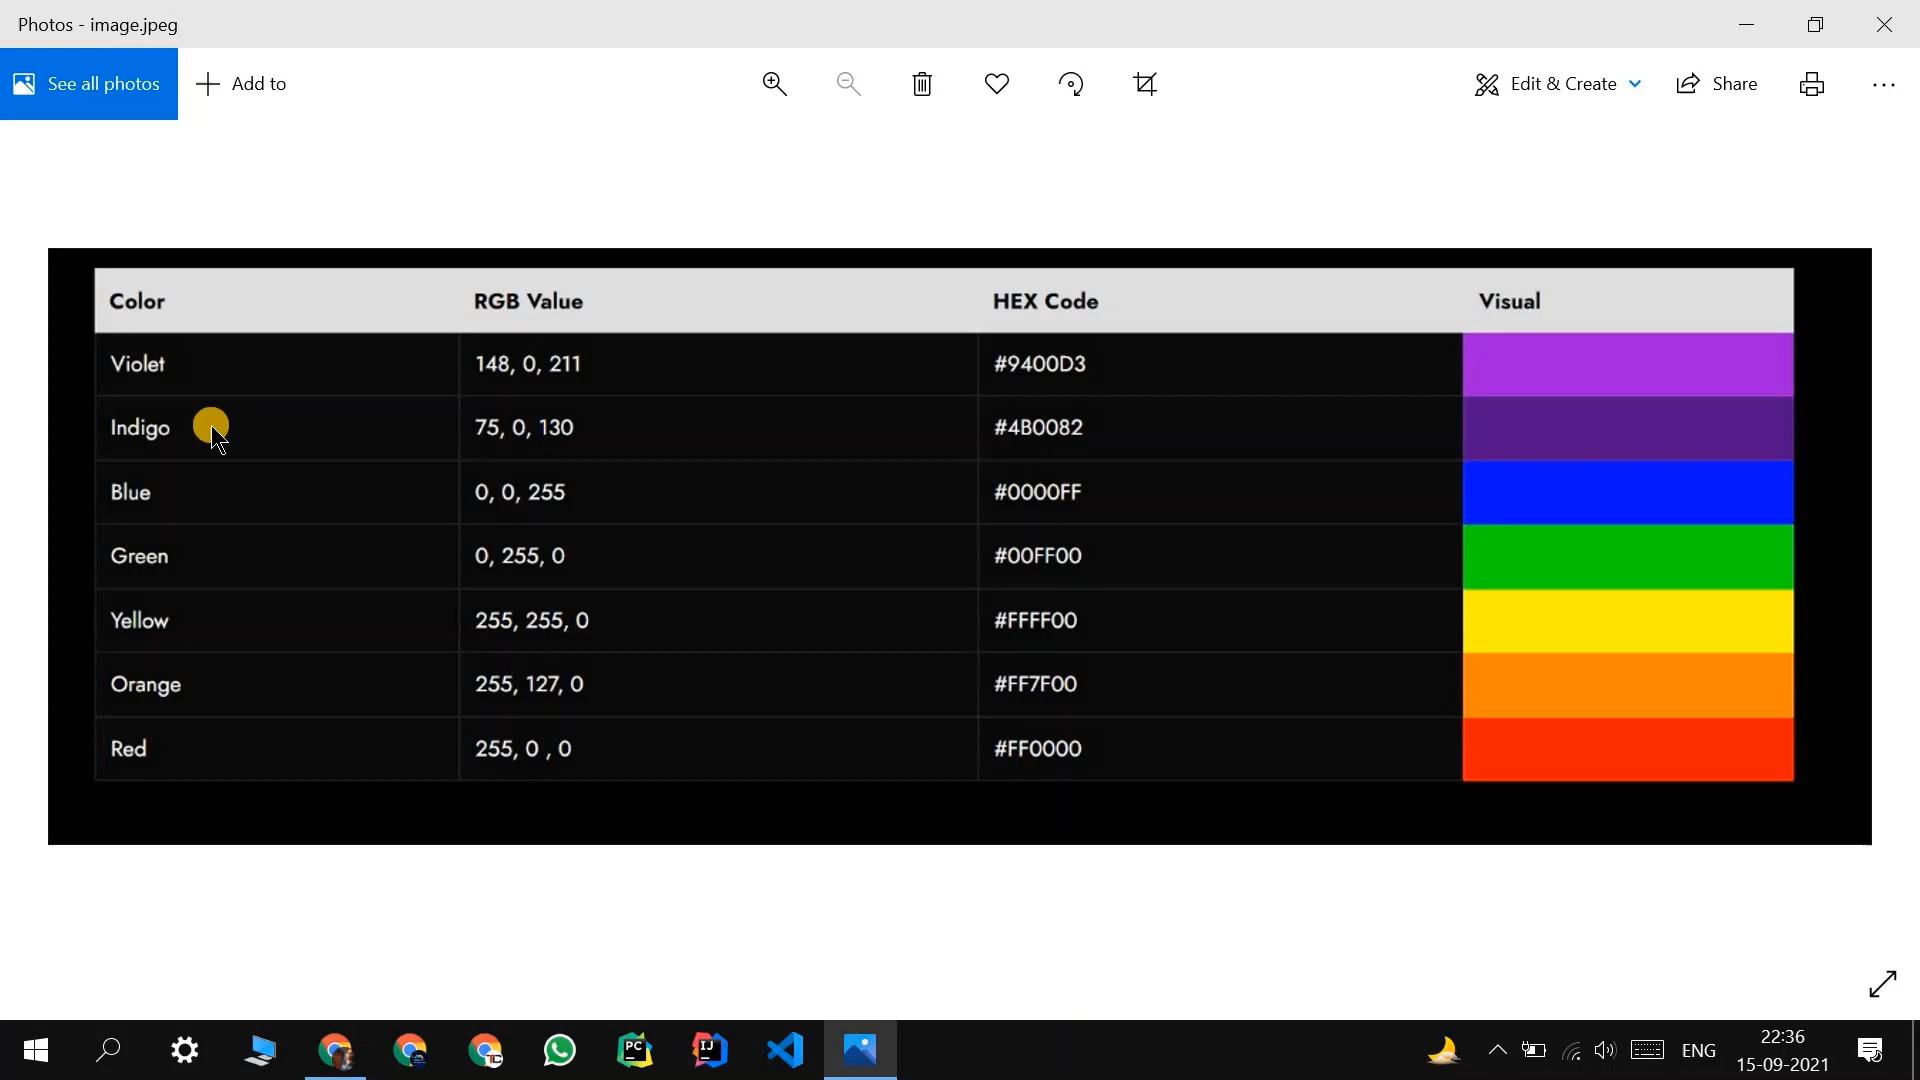 Photos - image.jpeg
See all photos
Add to
Edit & Create
Share
Color RGB Value HEX Code Visual
Violet 148, 0, 211 #9400D3
Indigo 75, 0, 130 #4B0082
Blue 0, 0, 255 #0000FF
Green 0, 255, 0 #00FF00
Yellow 255, 255, 0 #FFFF00
Orange 255, 127, 0 #FF7F00
Red 255, 0 , 0 #FF0000
TC
PC
IJ
ENG
22:36
15-09-2021